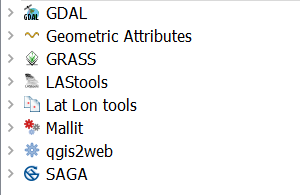 GDAL
Geometric Attributes
GRASS
LAStools
Lat Lon tools
Mallit
qgis2web
SAGA